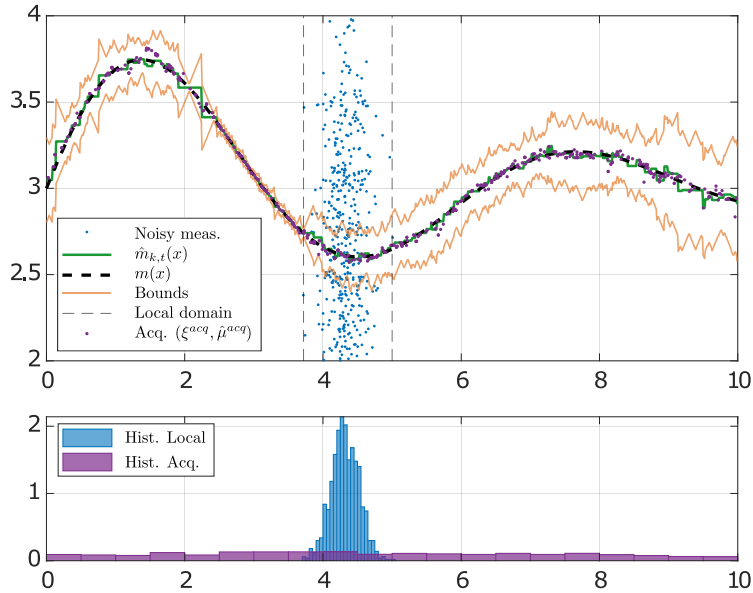 4
3.5
3
2.5
2
Noisy meas.
m̂ₖ,ₜ(x)
m(x)
Bounds
Local domain
Acq. (ξᵃᶜq, μ̂ᵃᶜq)
0 2 4 6 8 10
2
1
0
Hist. Local
Hist. Acq.
0 2 4 6 8 10